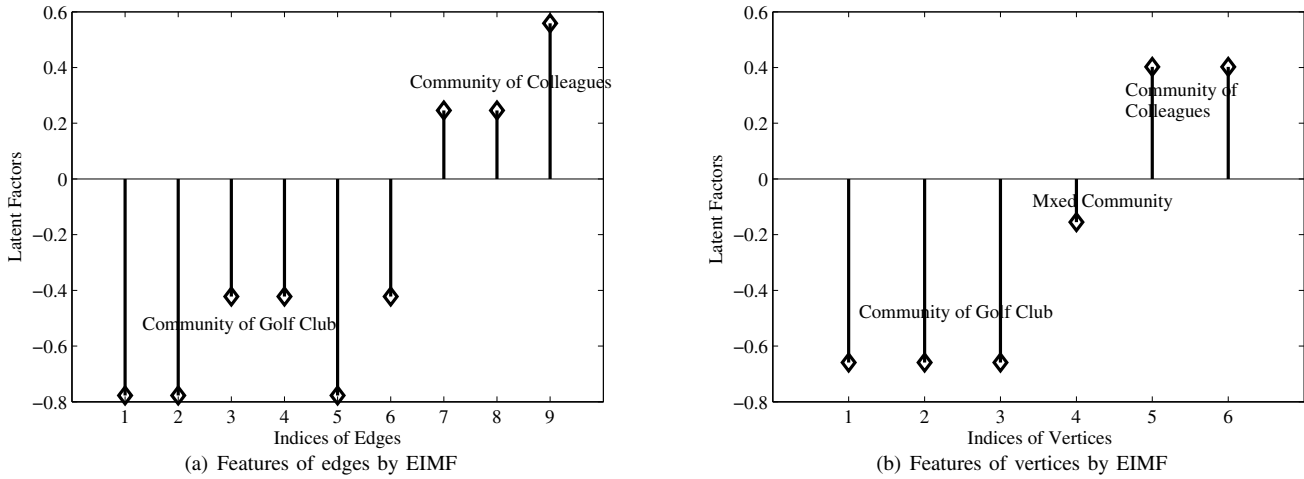 0.6
0.4
0.2
0
−0.2
−0.4
−0.6
−0.8
Latent Factors
Community of Colleagues
Community of Golf Club
1 2 3 4 5 6 7 8 9
Indices of Edges
(a) Features of edges by EIMF
0.6
0.4
0.2
0
−0.2
−0.4
−0.6
−0.8
Latent Factors
Community of
Colleagues
Mxed Community
Community of Golf Club
1 2 3 4 5 6
Indices of Vertices
(b) Features of vertices by EIMF